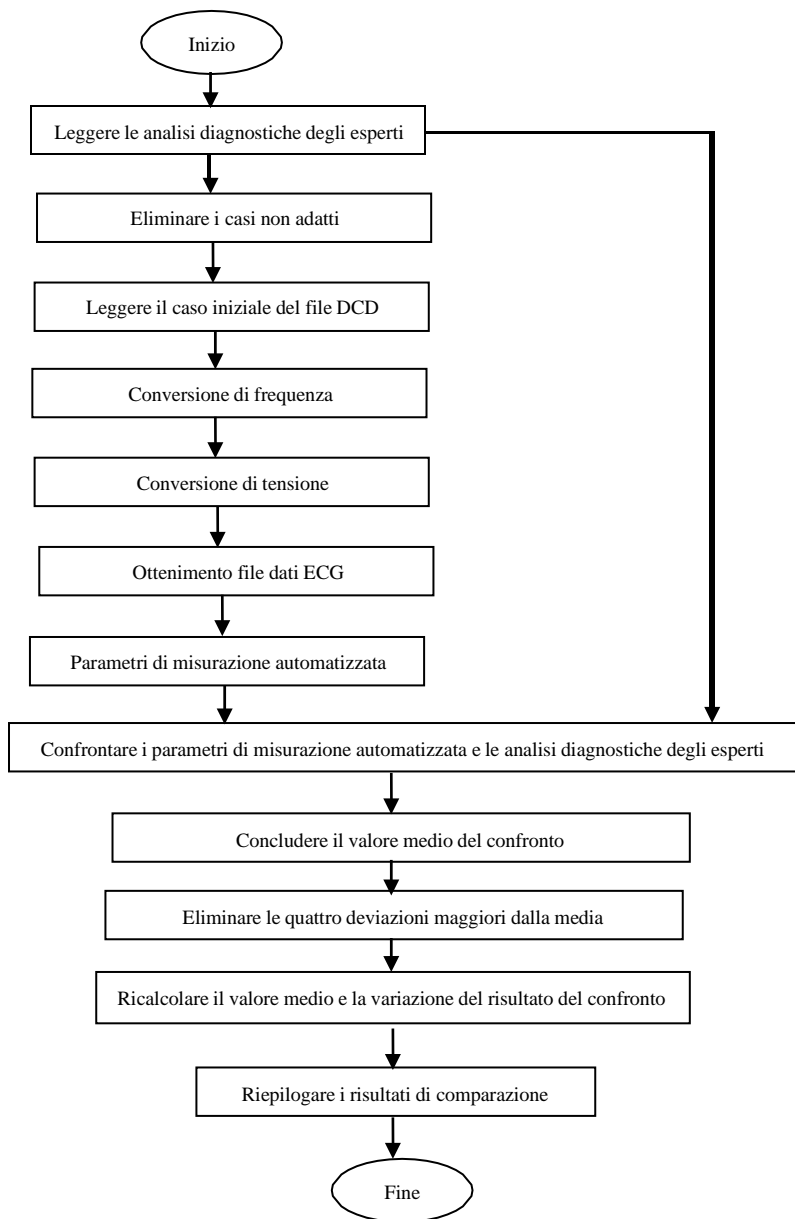 Inizio
Leggere le analisi diagnostiche degli esperti
Eliminare i casi non adatti
Leggere il caso iniziale del file DCD
Conversione di frequenza
Conversione di tensione
Ottenimento file dati ECG
Parametri di misurazione automatizzata
Confrontare i parametri di misurazione automatizzata e le analisi diagnostiche degli esperti
Concludere il valore medio del confronto
Eliminare le quattro deviazioni maggiori dalla media
Ricalcolare il valore medio e la variazione del risultato del confronto
Riepilogare i risultati di comparazione
Fine